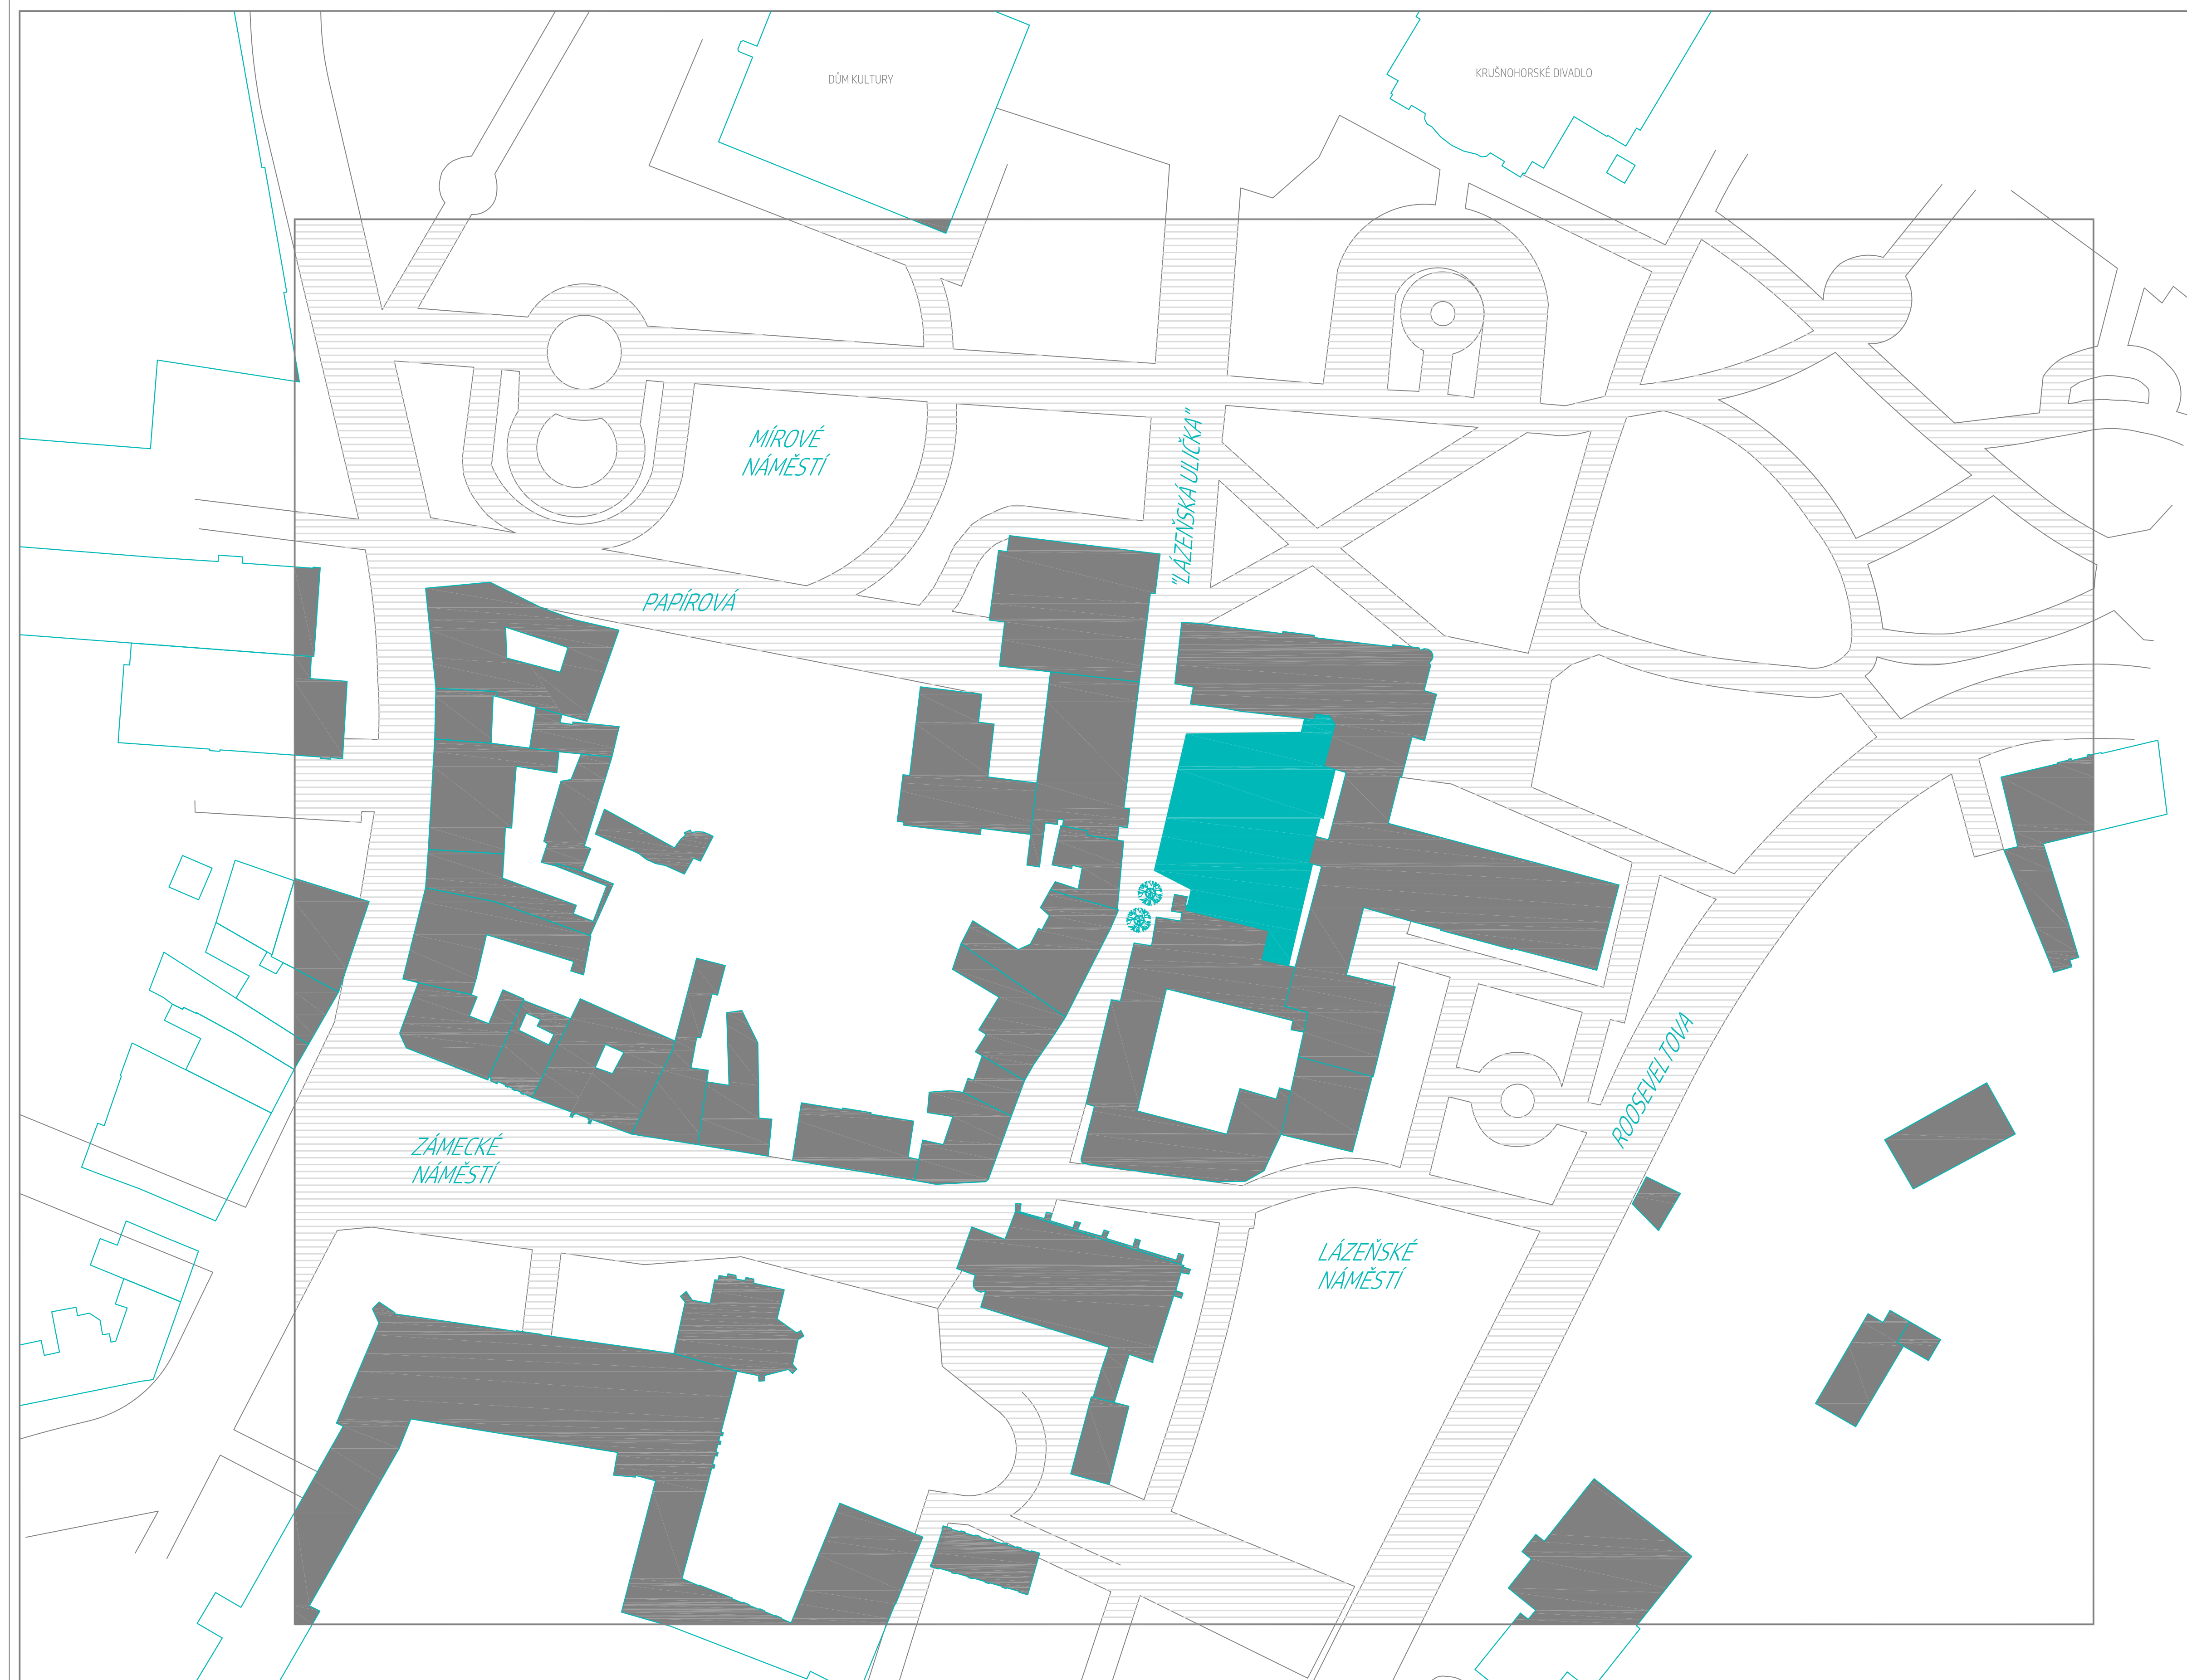 DŮM KULTURY
KRUŠNOHORSKÉ DIVADLO
MÍROVÉ
NÁMĚSTÍ
"LÁZEŇSKÁ ULIČKA"
PAPÍROVÁ
ROOSEVELTOVA
ZÁMECKÉ
NÁMĚSTÍ
LÁZEŇSKÉ
NÁMĚSTÍ